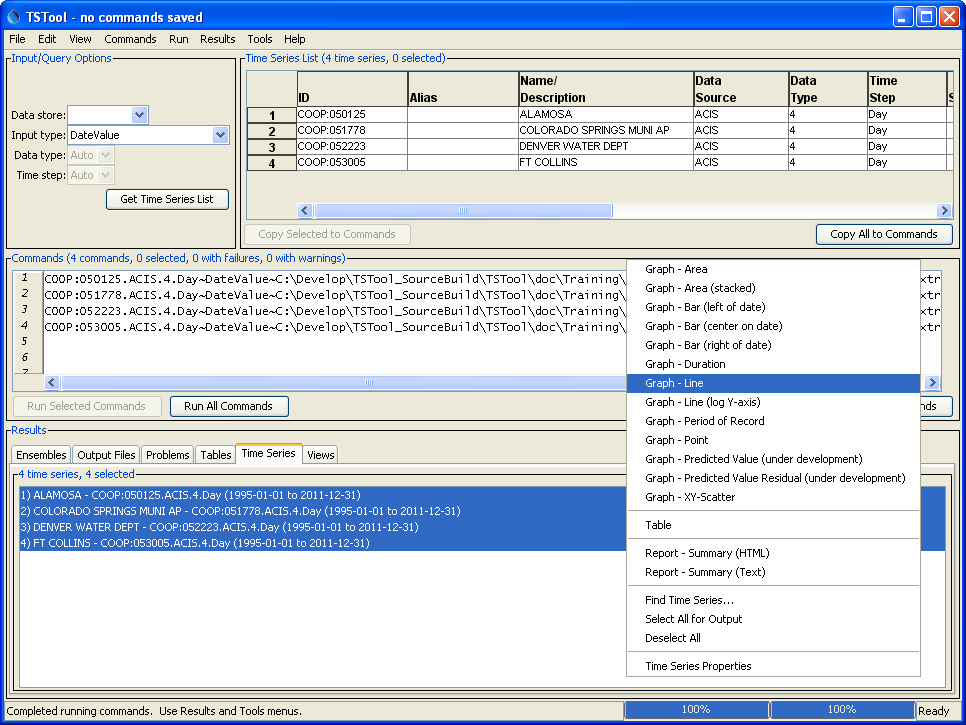 TSTool - no commands saved
File Edit View Commands Run Results Tools Help
Input/Query Options
Data store:
Input type: DateValue
Data type: Auto
Time step: Auto
Get Time Series List
Time Series List (4 time series, 0 selected)
ID Alias Name/ Description Data Source Data Type Time Step S
1 COOP:050125 ALAMOSA ACIS 4 Day
2 COOP:051778 COLORADO SPRINGS MUNI AP ACIS 4 Day
3 COOP:052223 DENVER WATER DEPT ACIS 4 Day
4 COOP:053005 FT COLLINS ACIS 4 Day
Copy Selected to Commands Copy All to Commands
Commands (4 commands, 0 selected, 0 with failures, 0 with warnings)
1 COOP:050125.ACIS.4.Day~DateValue~C:\Develop\TSTool_SourceBuild\TSTool\doc\Training\ xtr
2 COOP:051778.ACIS.4.Day~DateValue~C:\Develop\TSTool_SourceBuild\TSTool\doc\Training\ xtr
3 COOP:052223.ACIS.4.Day~DateValue~C:\Develop\TSTool_SourceBuild\TSTool\doc\Training\ xtr
4 COOP:053005.ACIS.4.Day~DateValue~C:\Develop\TSTool_SourceBuild\TSTool\doc\Training\ xtr
5
6
7
Run Selected Commands Run All Commands nds
Results
Ensembles Output Files Problems Tables Time Series Views
4 time series, 4 selected
1) ALAMOSA - COOP:050125.ACIS.4.Day (1995-01-01 to 2011-12-31)
2) COLORADO SPRINGS MUNI AP - COOP:051778.ACIS.4.Day (1995-01-01 to 2011-12-31)
3) DENVER WATER DEPT - COOP:052223.ACIS.4.Day (1995-01-01 to 2011-12-31)
4) FT COLLINS - COOP:053005.ACIS.4.Day (1995-01-01 to 2011-12-31)
Graph - Area
Graph - Area (stacked)
Graph - Bar (left of date)
Graph - Bar (center on date)
Graph - Bar (right of date)
Graph - Duration
Graph - Line
Graph - Line (log Y-axis)
Graph - Period of Record
Graph - Point
Graph - Predicted Value (under development)
Graph - Predicted Value Residual (under development)
Graph - XY-Scatter
Table
Report - Summary (HTML)
Report - Summary (Text)
Find Time Series...
Select All for Output
Deselect All
Time Series Properties
Completed running commands. Use Results and Tools menus. 100% 100% Ready